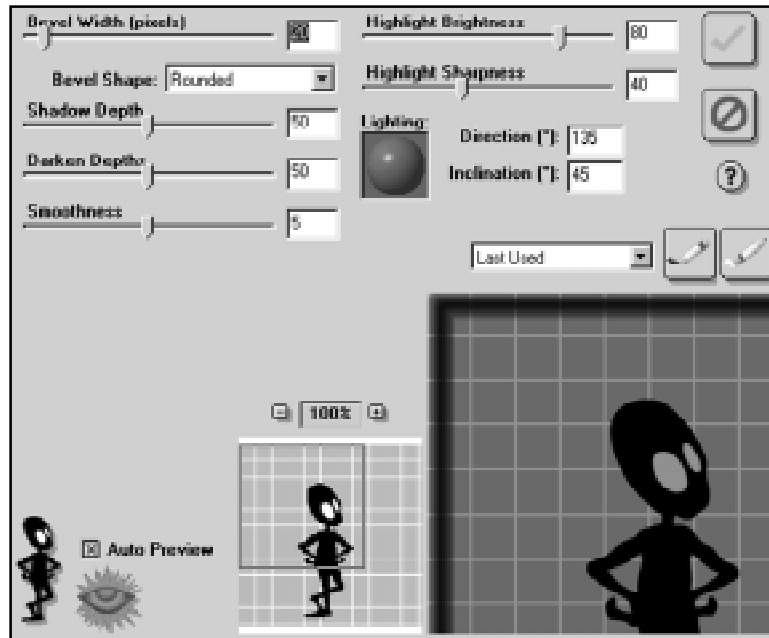 Bevel Width (pixels)
Bevel Shape: Rounded
Shadow Depth
50
Darken Depths
50
Smoothness
5
Highlight Brightness
80
Highlight Sharpness
40
Lighting:
Direction (°): 135
Inclination (°): 45
?
Last Used
100%
Auto Preview